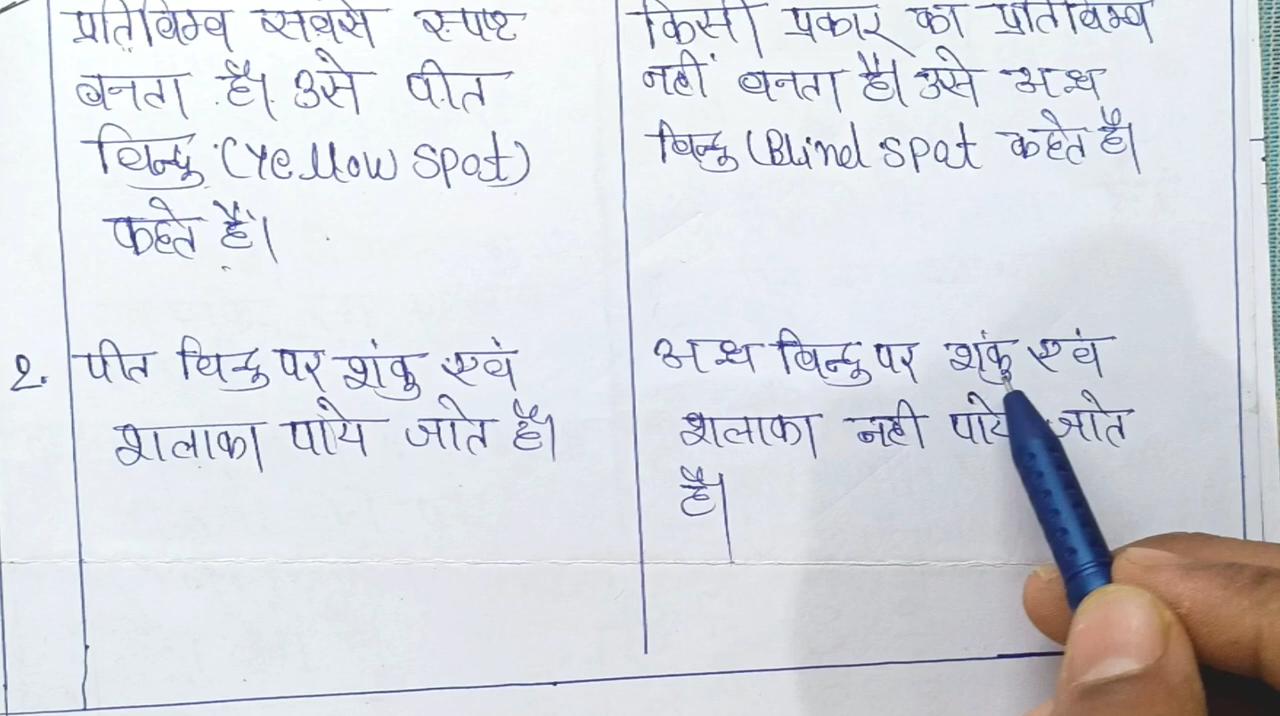 प्रतिबिम्ब सबसे स्पष्ट
बनता है। उसे पीत
बिन्दु (Yellow spot)
कहते हैं।
किसी प्रकार का प्रतिबिम्ब
नहीं बनता है। उसे अन्ध
बिन्दु (Blind spot कहते है।
2. पीत बिन्दु पर शंकु एवं
शलाका पाये जाते है।
अन्ध बिन्दु पर शंकु एवं
शलाका नही पाये जाते
है।